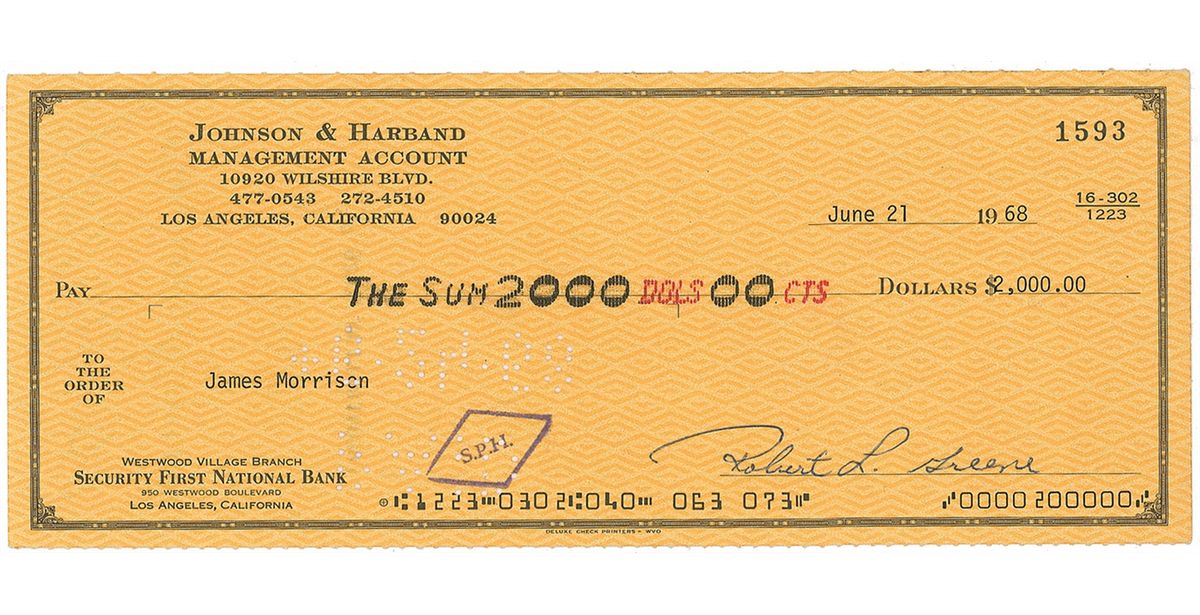 JOHNSON & HARBAND
MANAGEMENT ACCOUNT
10920 WILSHIRE BLVD.
477-0543 272-4510
LOS ANGELES, CALIFORNIA 90024
1593
June 21 1968
16-302
1223
PAY THE SUM 2000 DOLS 00 CTS DOLLARS $2,000.00
TO
THE
ORDER
OF
James Morrison
S.P.H.
WESTWOOD VILLAGE BRANCH
SECURITY FIRST NATIONAL BANK
950 WESTWOOD BOULEVARD
LOS ANGELES, CALIFORNIA
Robert L. Greene
⑆1223⑉0302⑆040⑉ 063 073⑈ ⑇0000200000⑇
DELUXE CHECK PRINTERS - WVO